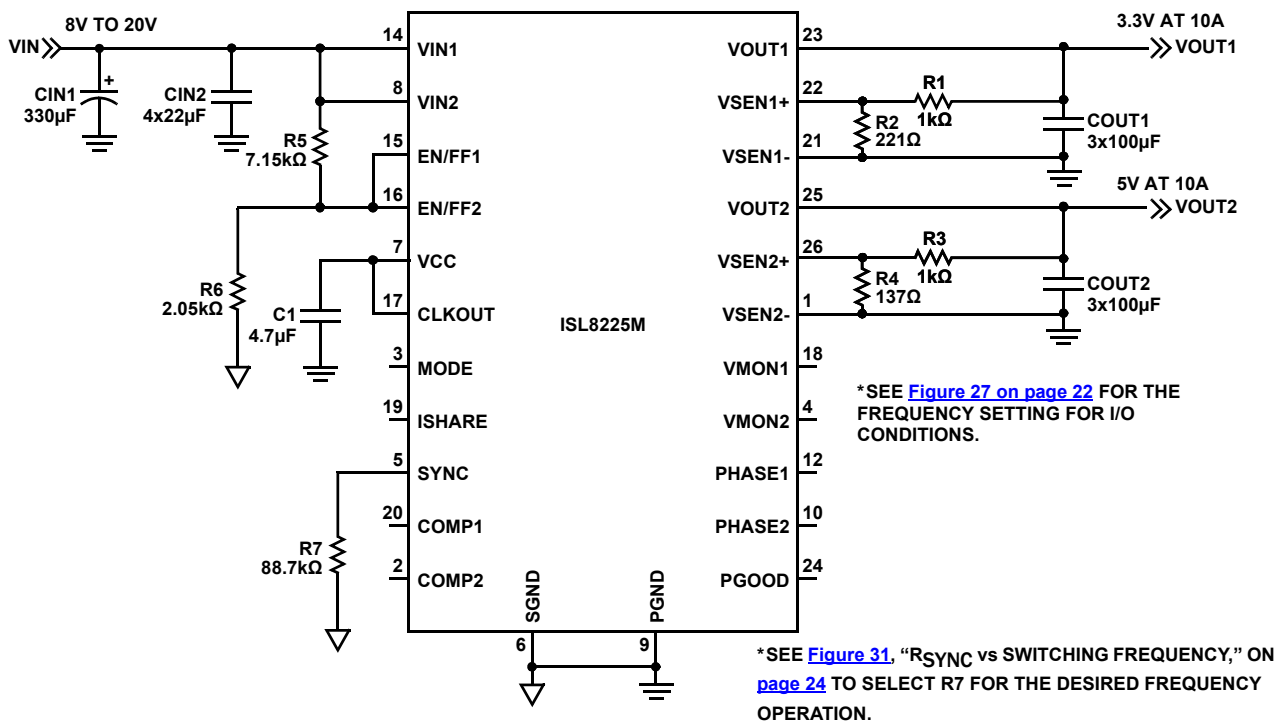 8V TO 20V
VIN
CIN1
+
330µF
CIN2
4x22µF
R5
7.15kΩ
R6
2.05kΩ
C1
4.7µF
R7
88.7kΩ
14
VIN1
8
VIN2
15
EN/FF1
16
EN/FF2
7
VCC
17
CLKOUT
3
MODE
19
ISHARE
5
SYNC
20
COMP1
2
COMP2
ISL8225M
SGND
6
PGND
9
VOUT1
23
VSEN1+
22
VSEN1-
21
VOUT2
25
VSEN2+
26
VSEN2-
1
VMON1
18
VMON2
4
PHASE1
12
PHASE2
10
PGOOD
24
3.3V AT 10A
VOUT1
R1
1kΩ
R2
221Ω
COUT1
3x100µF
5V AT 10A
VOUT2
R3
1kΩ
R4
137Ω
COUT2
3x100µF
*SEE Figure 27 on page 22 FOR THE
FREQUENCY SETTING FOR I/O
CONDITIONS.
*SEE Figure 31, “RSYNC vs SWITCHING FREQUENCY,” ON
page 24 TO SELECT R7 FOR THE DESIRED FREQUENCY
OPERATION.